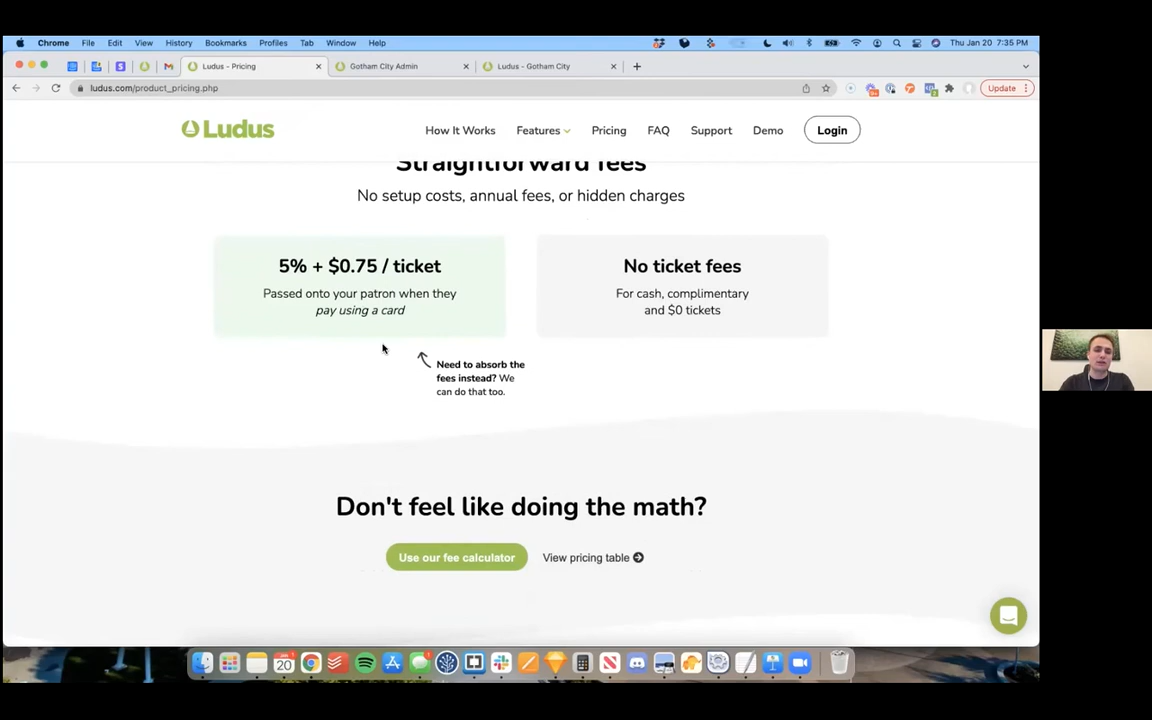 Chrome File Edit View History Bookmarks Profiles Tab Window Help Thu Jan 20 7:35 PM
Ludus - Pricing Gotham City Admin Ludus - Gotham City
ludus.com/product_pricing.php Update
Ludus How It Works Features Pricing FAQ Support Demo Login
Straightforward fees
No setup costs, annual fees, or hidden charges
5% + $0.75 / ticket
Passed onto your patron when they
pay using a card
No ticket fees
For cash, complimentary
and $0 tickets
Need to absorb the
fees instead? We
can do that too.
Don't feel like doing the math?
Use our fee calculator View pricing table